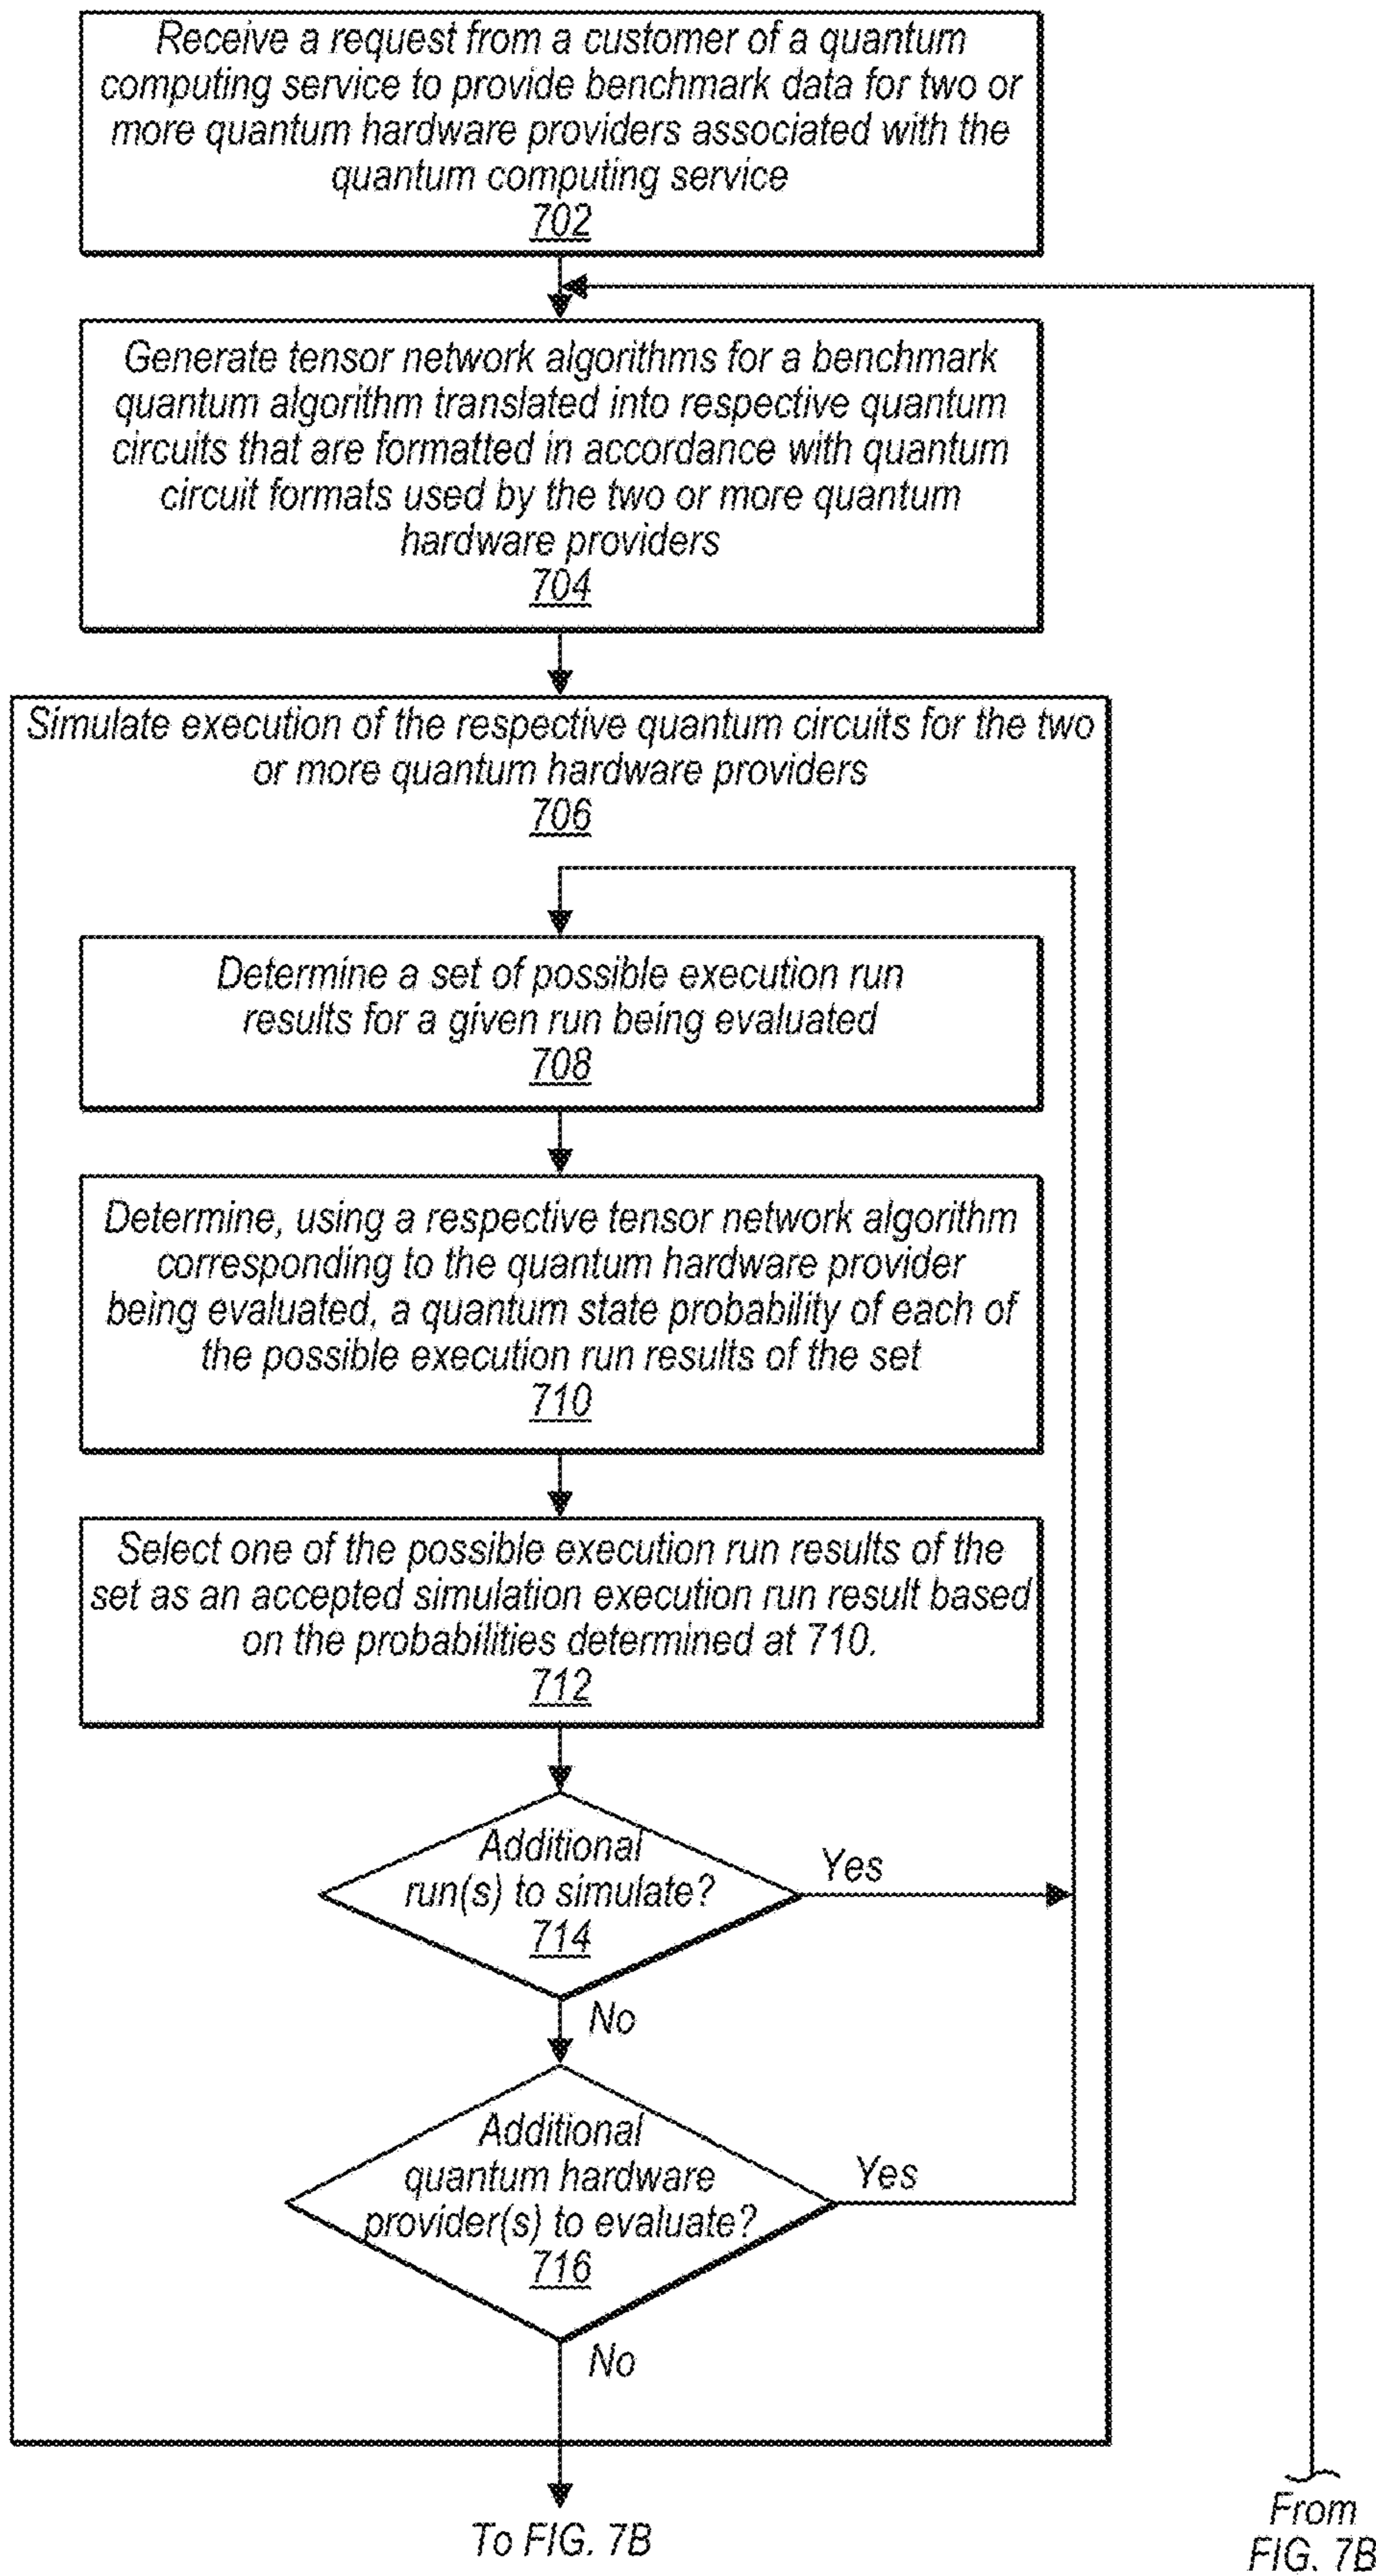 Receive a request from a customer of a quantum
computing service to provide benchmark data for two or
more quantum hardware providers associated with the
quantum computing service
702
Generate tensor network algorithms for a benchmark
quantum algorithm translated into respective quantum
circuits that are formatted in accordance with quantum
circuit formats used by the two or more quantum
hardware providers
704
Simulate execution of the respective quantum circuits for the two
or more quantum hardware providers
706
Determine a set of possible execution run
results for a given run being evaluated
708
Determine, using a respective tensor network algorithm
corresponding to the quantum hardware provider
being evaluated, a quantum state probability of each of
the possible execution run results of the set
710
Select one of the possible execution run results of the
set as an accepted simulation execution run result based
on the probabilities determined at 710.
712
Additional
run(s) to simulate?
714
Yes
No
Additional
quantum hardware
provider(s) to evaluate?
716
Yes
No
To FIG. 7B
From
FIG. 7B